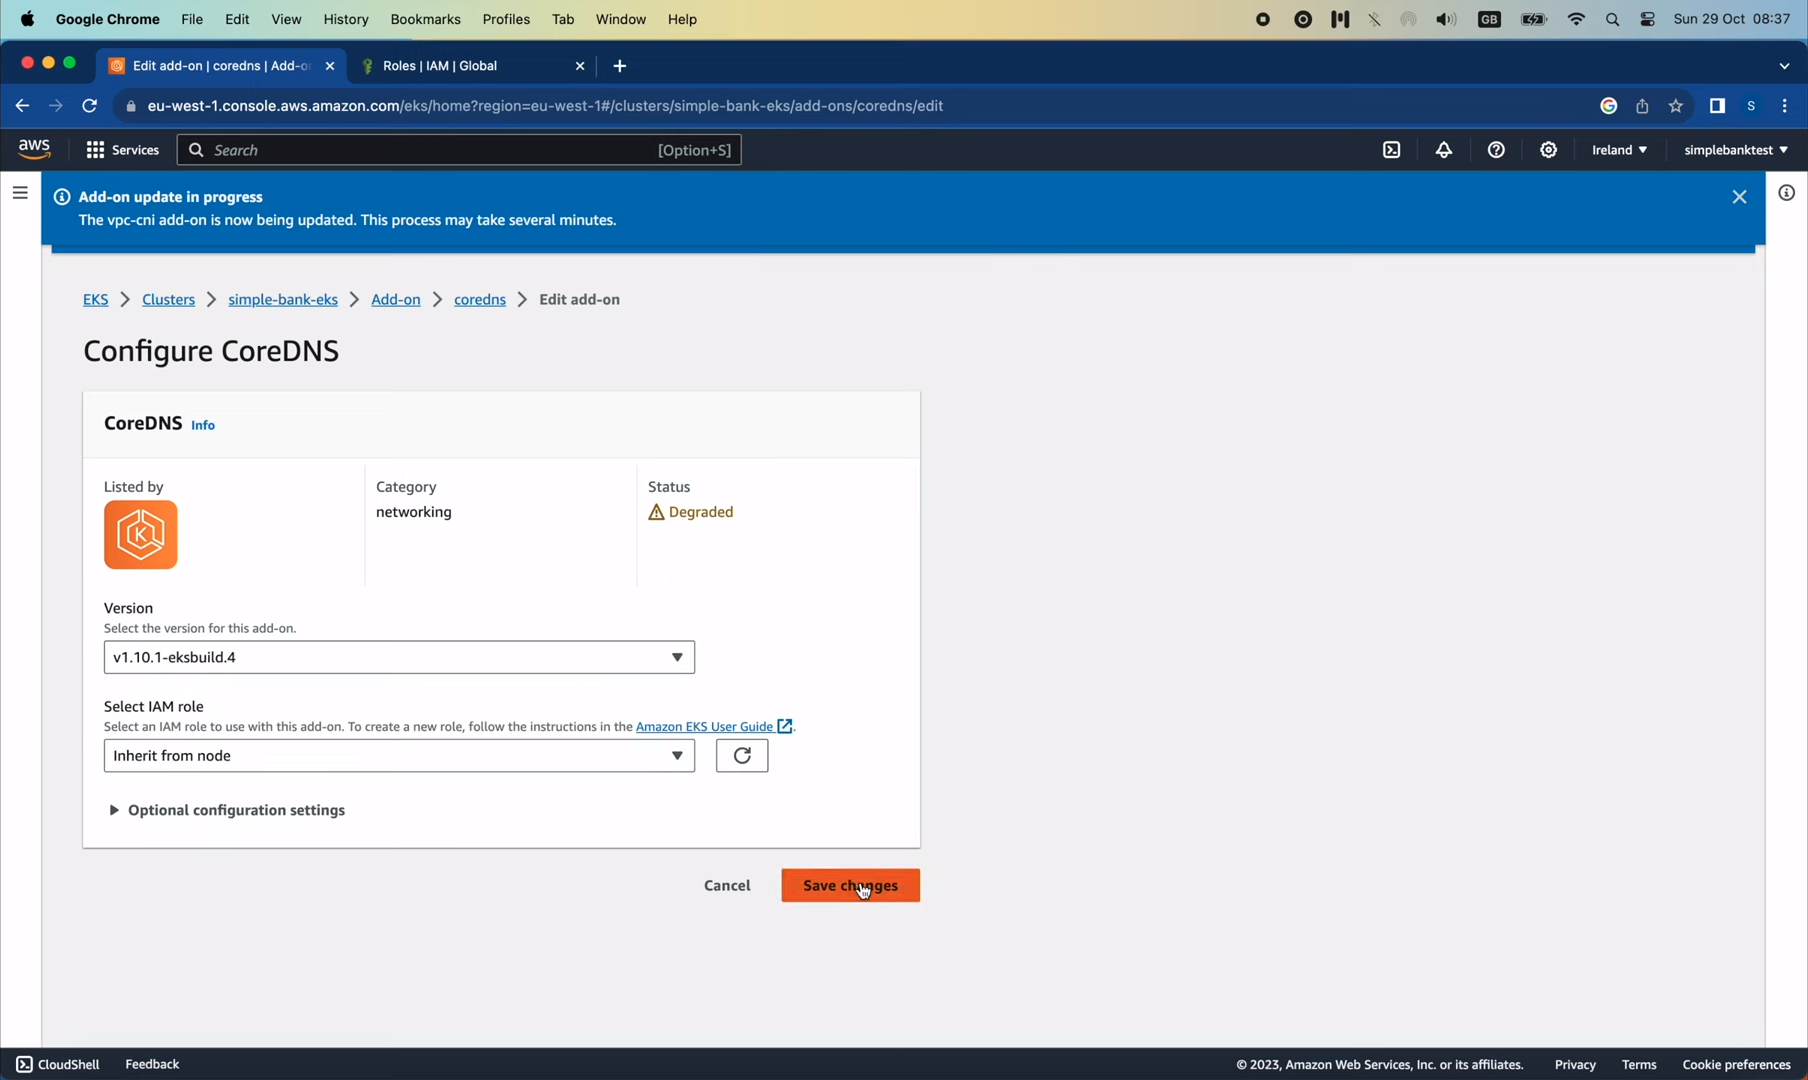 Google Chrome File Edit View History Bookmarks Profiles Tab Window Help GB Sun 29 Oct 08:37
Edit add-on | coredns | Add-o Roles | IAM | Global
eu-west-1.console.aws.amazon.com/eks/home?region=eu-west-1#/clusters/simple-bank-eks/add-ons/coredns/edit S
aws Services Search [Option+S] Ireland simplebanktest
Add-on update in progress
The vpc-cni add-on is now being updated. This process may take several minutes.
EKS Clusters simple-bank-eks Add-on coredns Edit add-on
Configure CoreDNS
CoreDNS Info
Listed by Category Status
networking Degraded
K
Version
Select the version for this add-on.
v1.10.1-eksbuild.4
Select IAM role
Select an IAM role to use with this add-on. To create a new role, follow the instructions in the Amazon EKS User Guide.
Inherit from node
Optional configuration settings
Cancel Save changes
CloudShell Feedback © 2023, Amazon Web Services, Inc. or its affiliates. Privacy Terms Cookie preferences